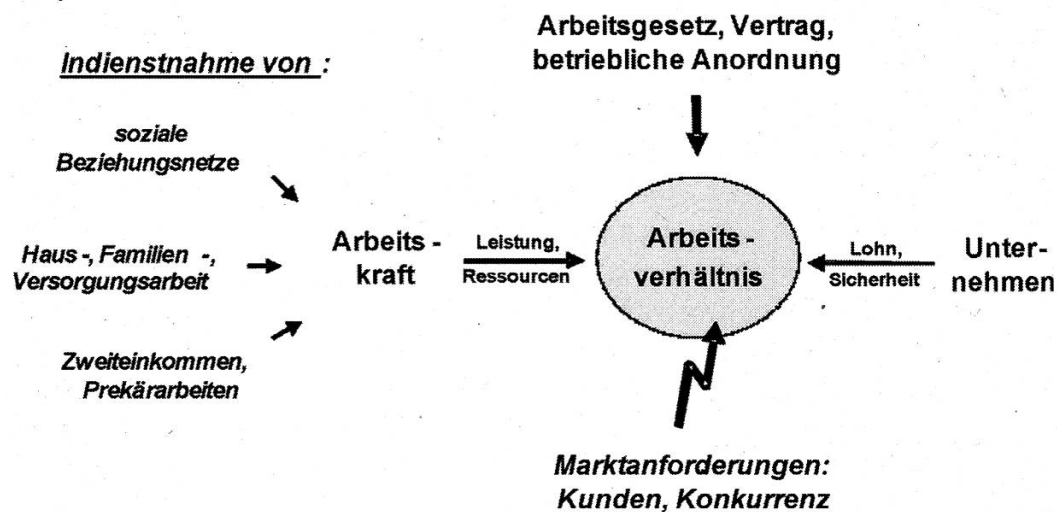 Arbeitsgesetz, Vertrag,
betriebliche Anordnung
Indienstnahme von :
soziale
Beziehungsnetze
Haus -, Familien -,
Versorgungsarbeit
Zweiteinkommen,
Prekärarbeiten
Arbeits -
kraft
Leistung,
Ressourcen
Arbeits -
verhältnis
Lohn,
Sicherheit
Unter-
nehmen
Marktanforderungen:
Kunden, Konkurrenz